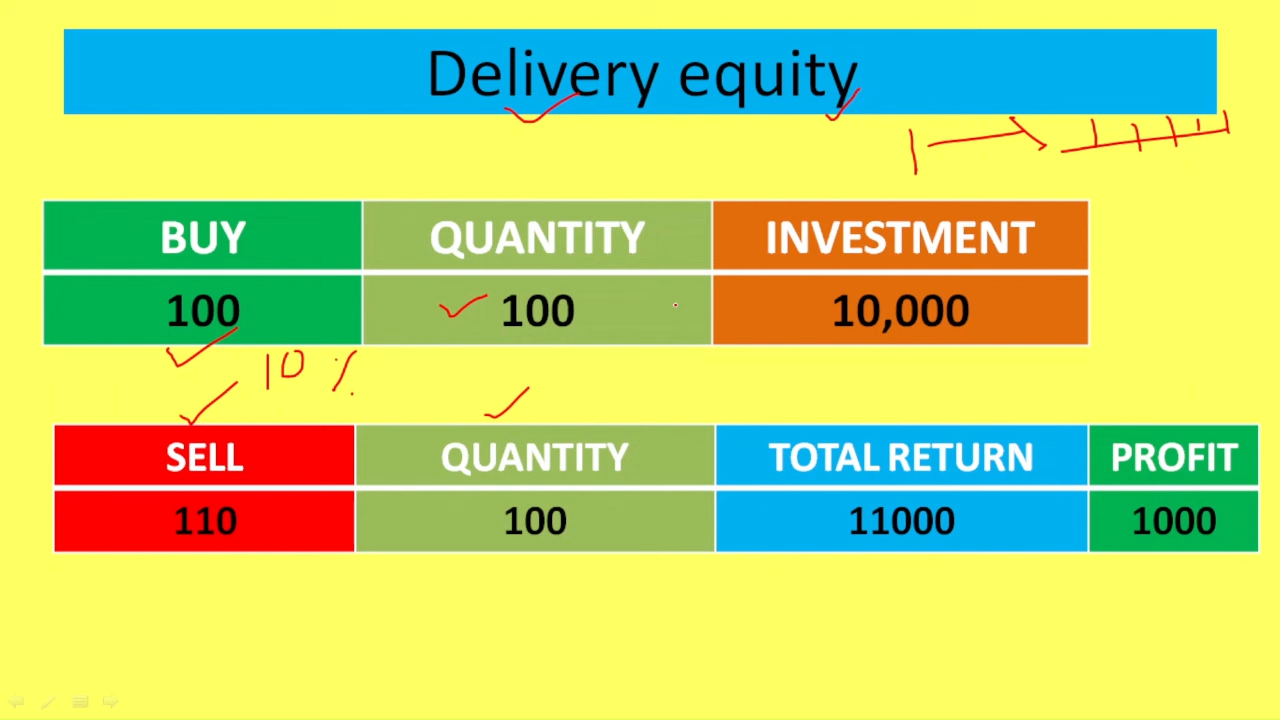 Delivery equity
BUY QUANTITY INVESTMENT
100 100 10,000
10 %
SELL QUANTITY TOTAL RETURN PROFIT
110 100 11000 1000